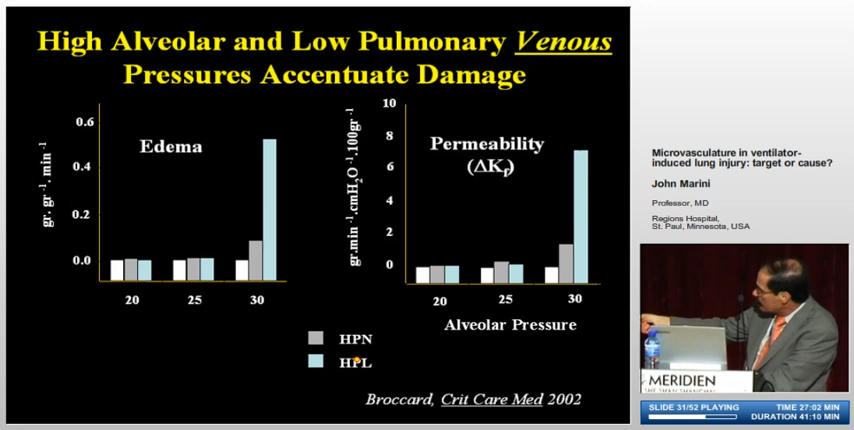 High Alveolar and Low Pulmonary Venous
Pressures Accentuate Damage
gr. gr⁻¹. min⁻¹
0.6
0.4
0.2
0.0
Edema
20
25
30
gr.min⁻¹.cmH₂O⁻¹.100gr⁻¹
10
8
6
4
2
0
Permeability
(ΔKf)
20
25
30
Alveolar Pressure
HPN
HPL
Broccard, Crit Care Med 2002
Microvasculature in ventilator-
induced lung injury: target or cause?
John Marini
Professor, MD
Regions Hospital,
St. Paul, Minnesota, USA
MERIDIEN
SLIDE 31/52 PLAYING
TIME 27:02 MIN
DURATION 41:10 MIN